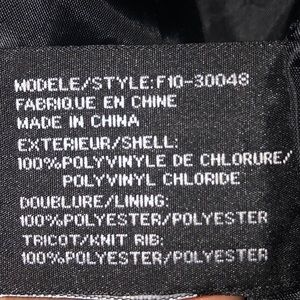 MODELE/STYLE:F10-30048
FABRIQUE EN CHINE
MADE IN CHINA
EXTERIEUR/SHELL:
100%POLYVINYLE DE CHLORURE/
POLYVINYL CHLORIDE
DOUBLURE/LINING:
100%POLYESTER/POLYESTER
TRICOT/KNIT RIB:
100%POLYESTER/POLYESTER